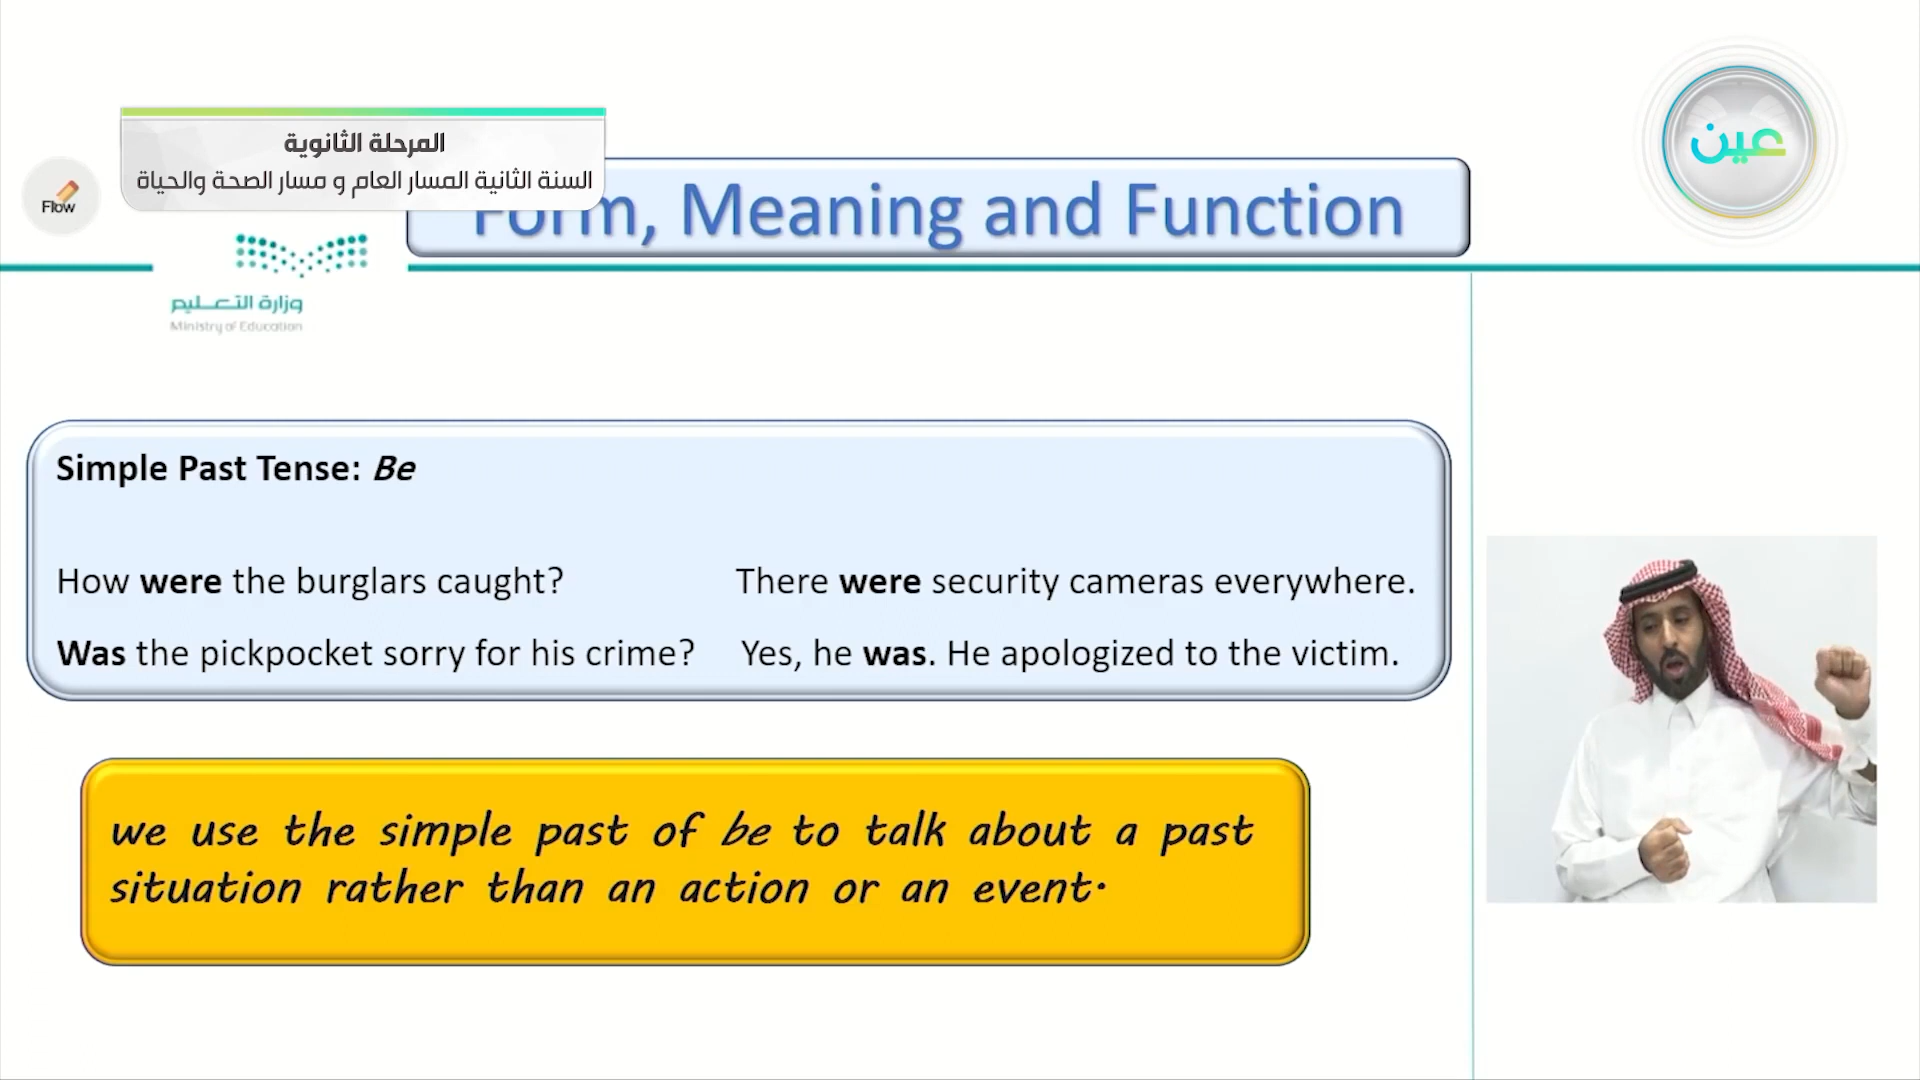 المرحلة الثانوية
السنة الثانية المسار العام و مسار الصحة والحياة
عين
Flow
Form, Meaning and Function
وزارة التعليم
Ministry of Education
Simple Past Tense: Be
How were the burglars caught? There were security cameras everywhere.
Was the pickpocket sorry for his crime? Yes, he was. He apologized to the victim.
we use the simple past of be to talk about a past
situation rather than an action or an event.